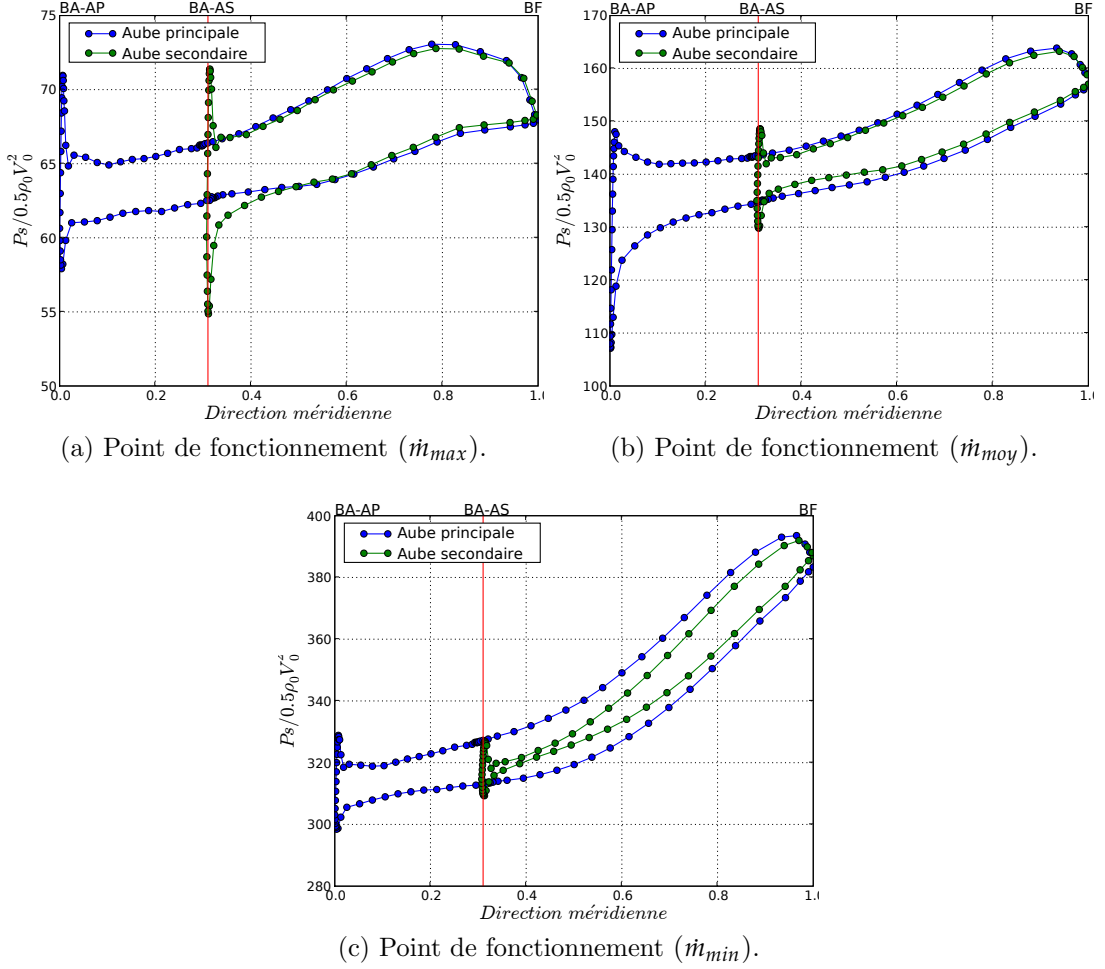 BA-AP BA-AS BF
75
70
65
60
55
50
Aube principale
Aube secondaire
Ps/0.5ρ₀V₀²
0.0 0.2 0.4 0.6 0.8 1.0
Direction méridienne
(a) Point de fonctionnement (ṁmax).
BA-AP BA-AS BF
170
160
150
140
130
120
110
100
Aube principale
Aube secondaire
Ps/0.5ρ₀V₀²
0.0 0.2 0.4 0.6 0.8 1.0
Direction méridienne
(b) Point de fonctionnement (ṁmoy).
BA-AP BA-AS BF
400
380
360
340
320
300
280
Aube principale
Aube secondaire
Ps/0.5ρ₀V₀²
0.0 0.2 0.4 0.6 0.8 1.0
Direction méridienne
(c) Point de fonctionnement (ṁmin).